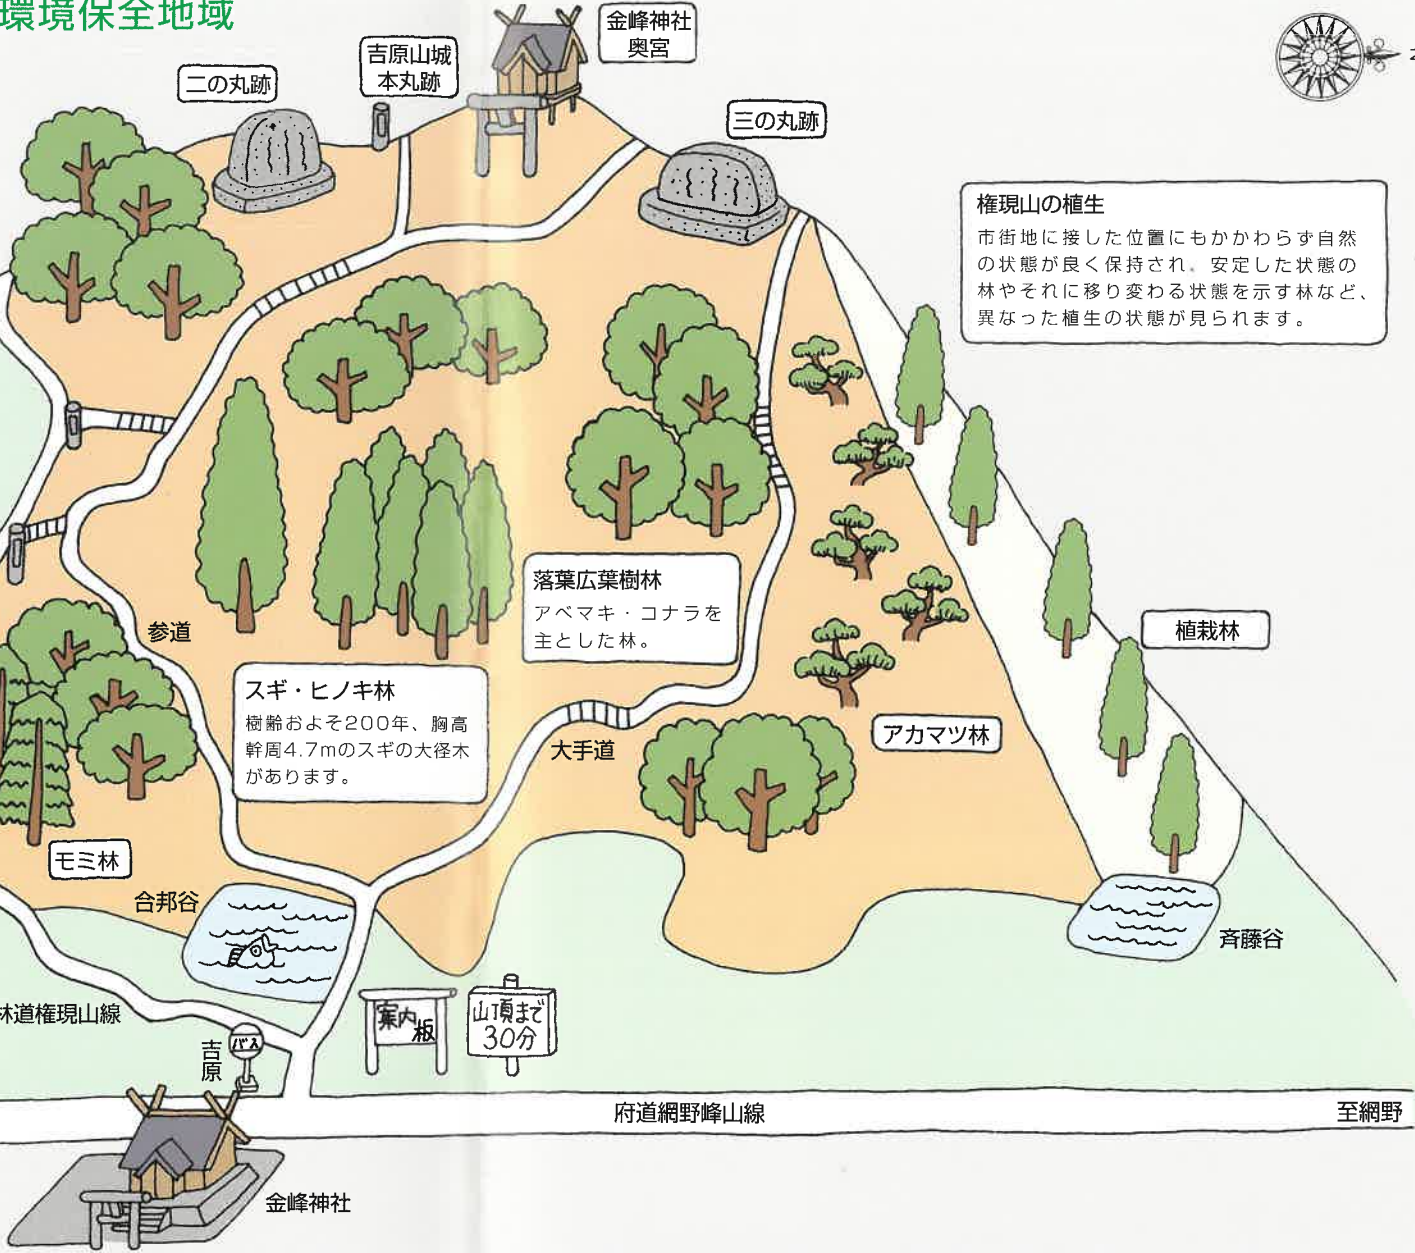 環境保全地域
金峰神社
奥宮
吉原山城
本丸跡
二の丸跡
三の丸跡
権現山の植生
市街地に接した位置にもかかわらず自然
の状態が良く保持され、安定した状態の
林やそれに移り変わる状態を示す林など、
異なった植生の状態が見られます。
落葉広葉樹林
アベマキ・コナラを
主とした林。
植栽林
参道
スギ・ヒノキ林
樹齢およそ200年、胸高
幹周4.7mのスギの大径木
があります。
大手道
アカマツ林
モミ林
合邦谷
斉藤谷
林道権現山線
案内板
山頂まで
30分
吉原
バス
府道網野峰山線
至網野
金峰神社